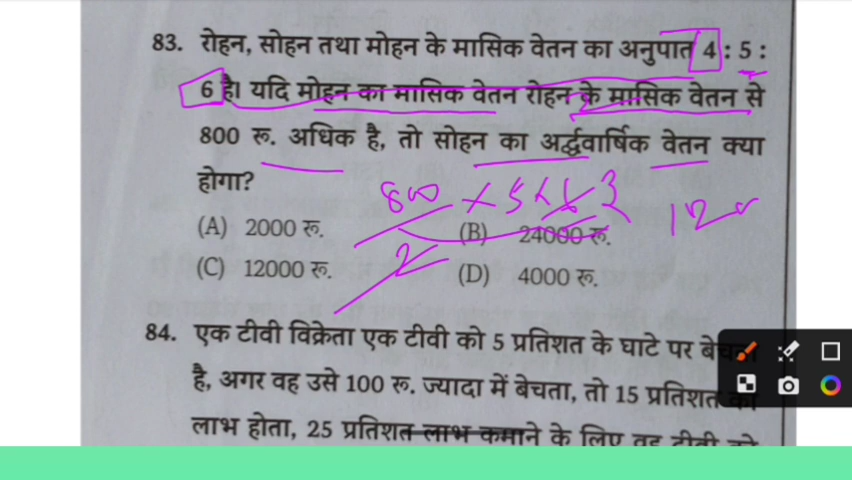 83. रोहन, सोहन तथा मोहन के मासिक वेतन का अनुपात 4 : 5 :
6 है। यदि मोहन का मासिक वेतन रोहन के मासिक वेतन से
800 रू. अधिक है, तो सोहन का अर्द्धवार्षिक वेतन क्या
होगा?
800 × 5 × 6 3
2
120
(A) 2000 रू.
(B) 24000 रू.
(C) 12000 रू.
(D) 4000 रू.
84. एक टीवी विक्रेता एक टीवी को 5 प्रतिशत के घाटे पर बेचता
है, अगर वह उसे 100 रू. ज्यादा में बेचता, तो 15 प्रतिशत का
लाभ होता, 25 प्रतिशत लाभ कमाने के लिए वह टीवी को